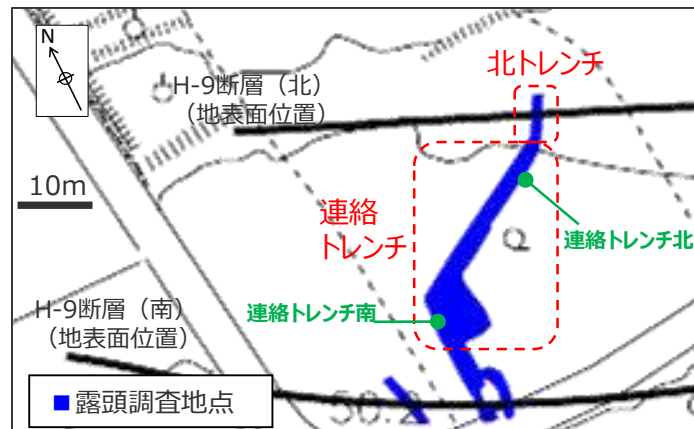 N
H-9断層（北）
（地表面位置）
北トレンチ
10m
連絡
トレンチ
連絡トレンチ北
H-9断層（南）
（地表面位置）
連絡トレンチ南
■露頭調査地点
50.2